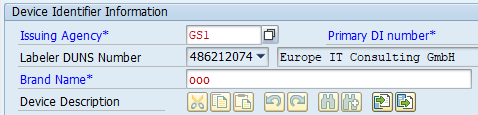 Device Identifier Information
Issuing Agency* GS1 Primary DI number*
Labeler DUNS Number 486212074 Europe IT Consulting GmbH
Brand Name* ooo
Device Description